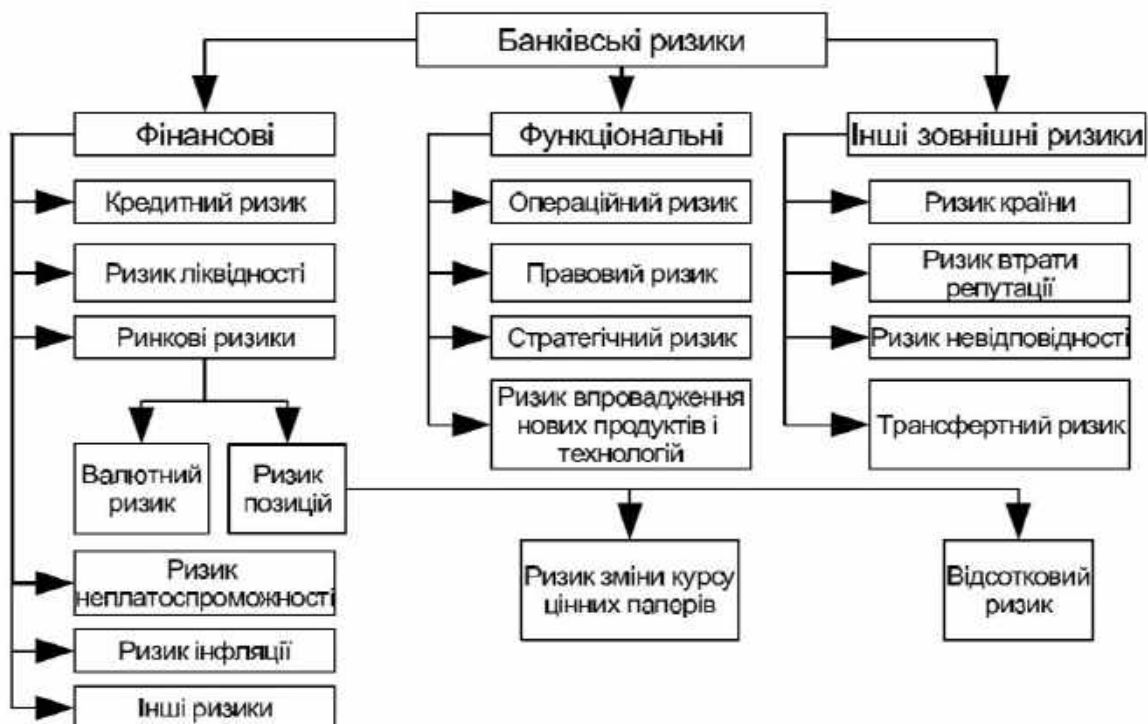 Банківські ризики
Фінансові
Функціональні
Інші зовнішні ризики
Кредитний ризик
Операційний ризик
Ризик країни
Ризик ліквідності
Правовий ризик
Ризик втрати
репутації
Ринкові ризики
Стратегічний ризик
Ризик невідповідності
Ризик впровадження
нових продуктів і
технологій
Трансфертний ризик
Валютний
ризик
Ризик
позицій
Ризик зміни курсу
цінних паперів
Відсотковий
ризик
Ризик
неплатоспроможності
Ризик інфляції
Інші ризики